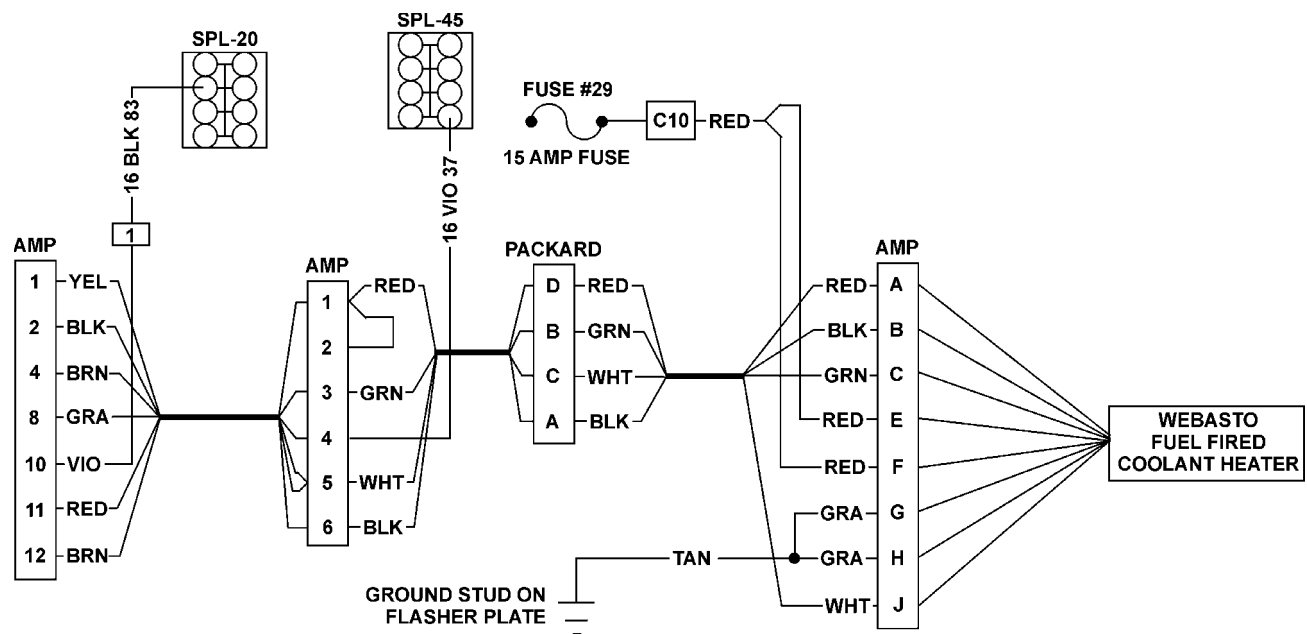 SPL-20
SPL-45
16 BLK 83
1
16 VIO 37
FUSE #29
15 AMP FUSE
C10
RED
AMP
1 YEL
2 BLK
4 BRN
8 GRA
10 VIO
11 RED
12 BRN
AMP
1 RED
2
3 GRN
4
5 WHT
6 BLK
PACKARD
D RED
B GRN
C WHT
A BLK
AMP
RED A
BLK B
GRN C
RED E
RED F
GRA G
GRA H
WHT J
TAN
GROUND STUD ON
FLASHER PLATE
WEBASTO
FUEL FIRED
COOLANT HEATER